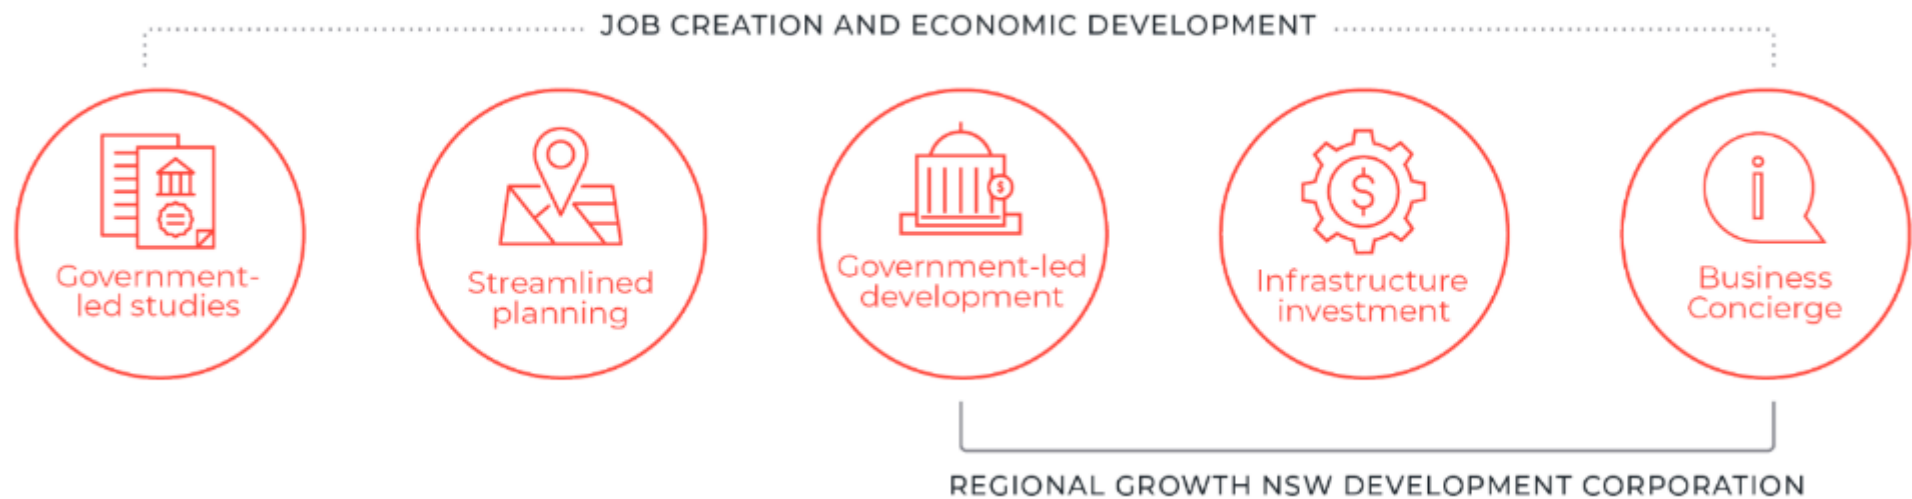 JOB CREATION AND ECONOMIC DEVELOPMENT
Government-
led studies
Streamlined
planning
$
Government-led
development
$
Infrastructure
investment
i
Business
Concierge
REGIONAL GROWTH NSW DEVELOPMENT CORPORATION